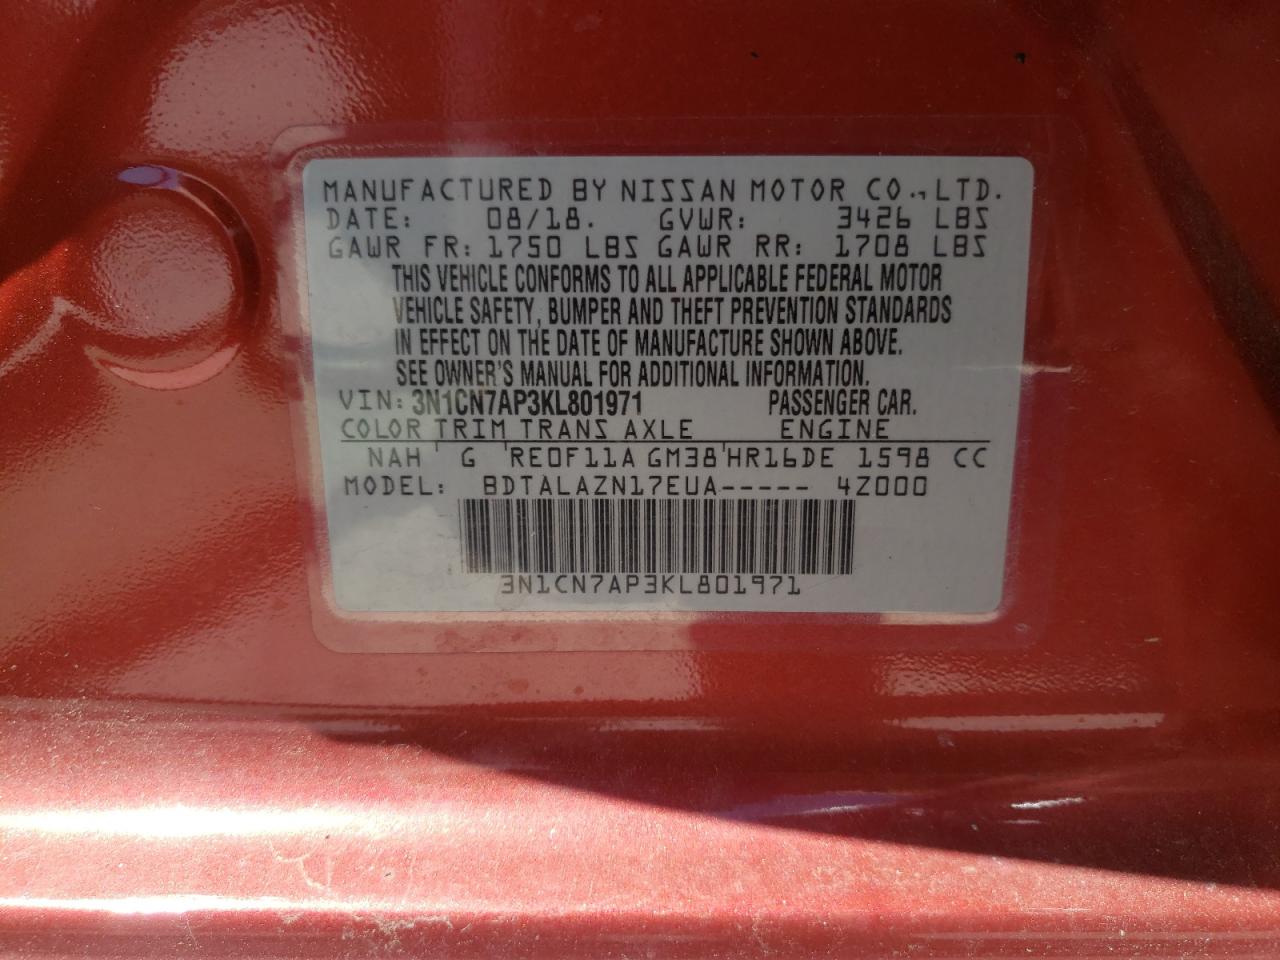 MANUFACTURED BY NISSAN MOTOR CO., LTD.
DATE: 08/18. GVWR: 3426 LBS
GAWR FR: 1750 LBS GAWR RR: 1708 LBS
THIS VEHICLE CONFORMS TO ALL APPLICABLE FEDERAL MOTOR
VEHICLE SAFETY, BUMPER AND THEFT PREVENTION STANDARDS
IN EFFECT ON THE DATE OF MANUFACTURE SHOWN ABOVE.
SEE OWNER'S MANUAL FOR ADDITIONAL INFORMATION.
VIN: 3N1CN7AP3KL801971 PASSENGER CAR.
COLOR TRIM TRANS AXLE ENGINE
NAH ' G 'RE0F11A GM38'HR16DE 1598 CC
MODEL: BDTALAZN17EUA----- 4Z000
3N1CN7AP3KL801971